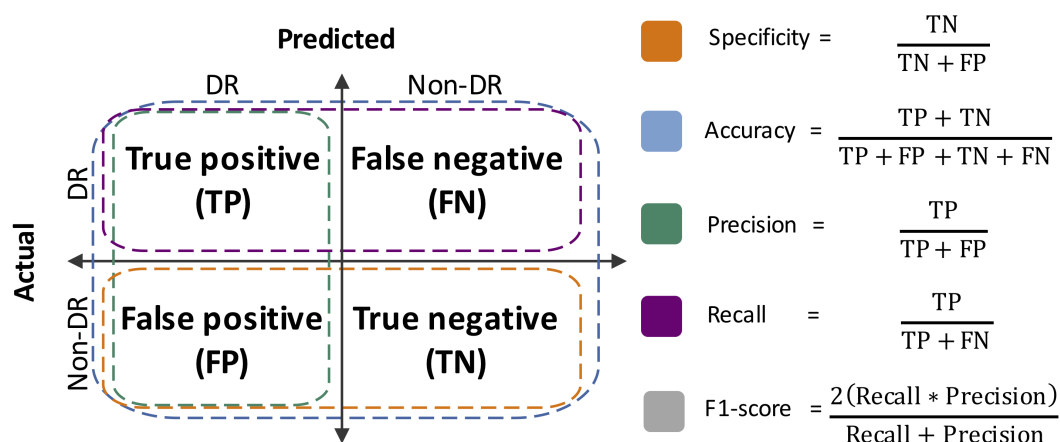 Predicted
DR
Non-DR
Actual
DR
Non-DR
True positive
(TP)
False negative
(FN)
False positive
(FP)
True negative
(TN)
Specificity = TN / TN + FP
Accuracy = TP + TN / TP + FP + TN + FN
Precision = TP / TP + FP
Recall = TP / TP + FN
F1-score = 2(Recall * Precision) / Recall + Precision